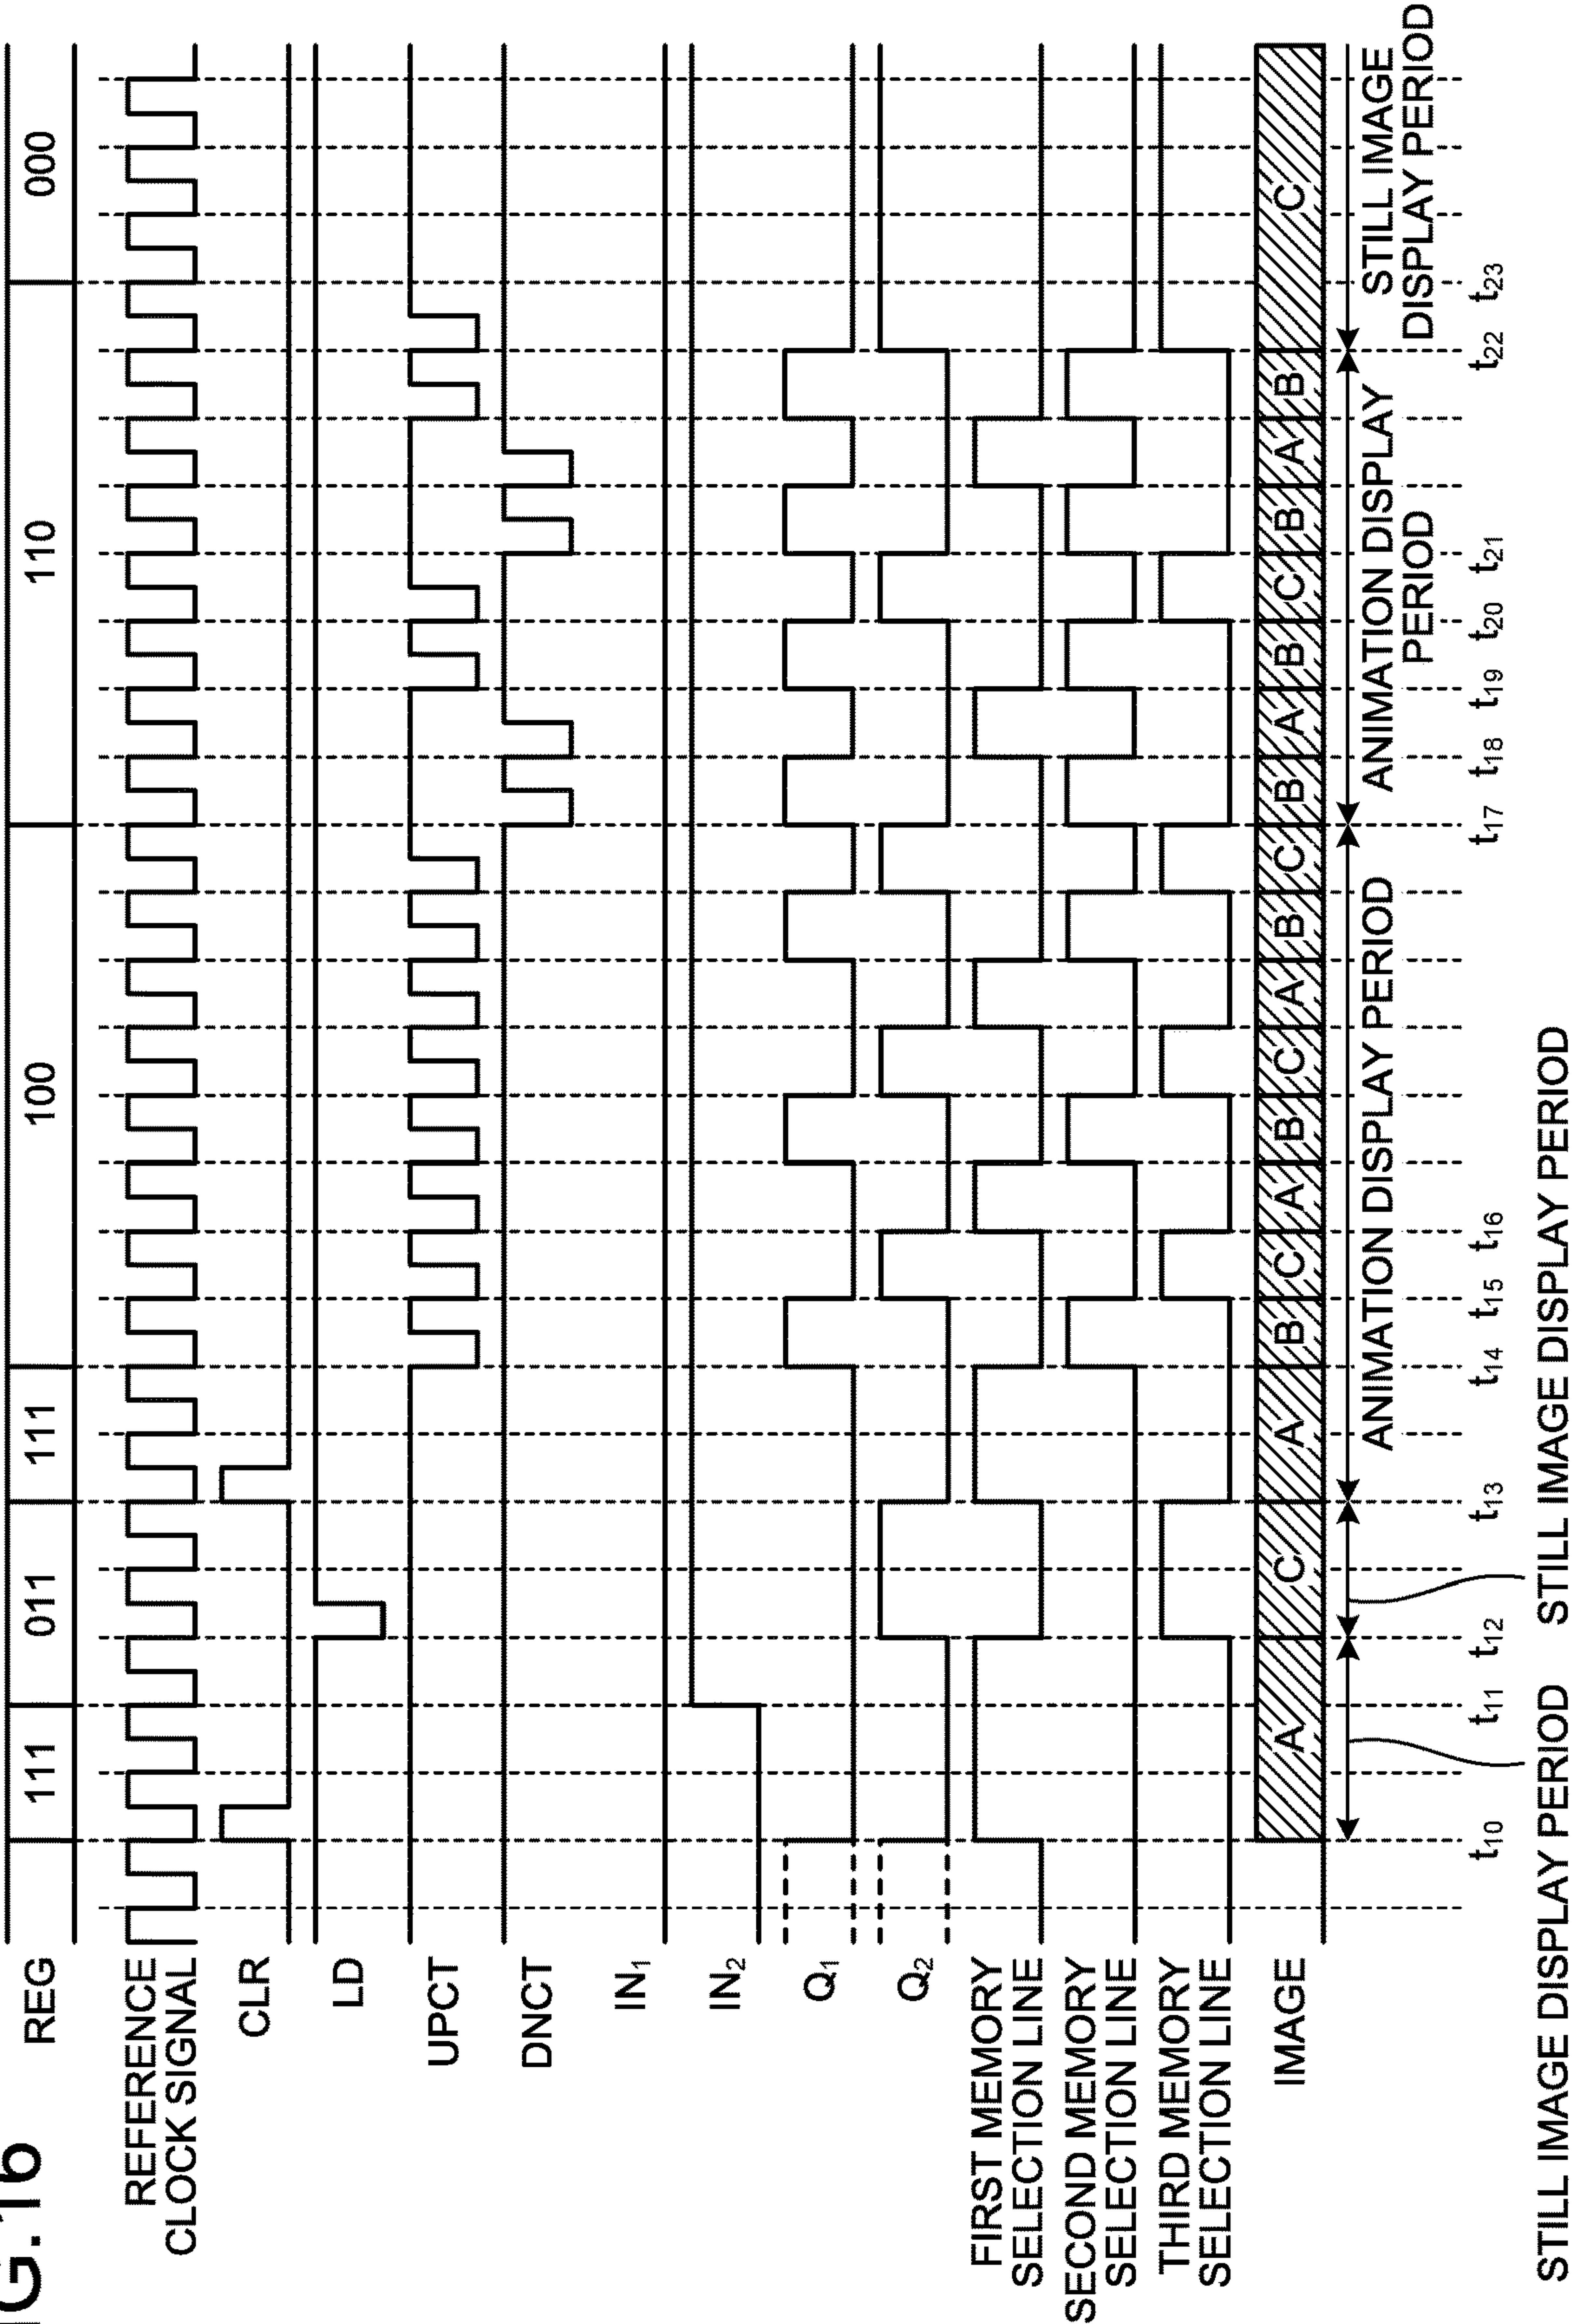 G.16
REG 111 011 111 100 110 000
REFERENCE
CLOCK SIGNAL
CLR
LD
UPCT
DNCT
IN1
IN2
Q1
Q2
FIRST MEMORY
SELECTION LINE
SECOND MEMORY
SELECTION LINE
THIRD MEMORY
SELECTION LINE
IMAGE A C A B C A B C A B C B A B C B A B C
ANIMATION DISPLAY PERIOD
ANIMATION DISPLAY
PERIOD
STILL IMAGE
DISPLAY PERIOD
t10 t11 t12 t13 t14 t15 t16 t17 t18 t19 t20 t21 t22 t23
STILL IMAGE DISPLAY PERIOD STILL IMAGE DISPLAY PERIOD